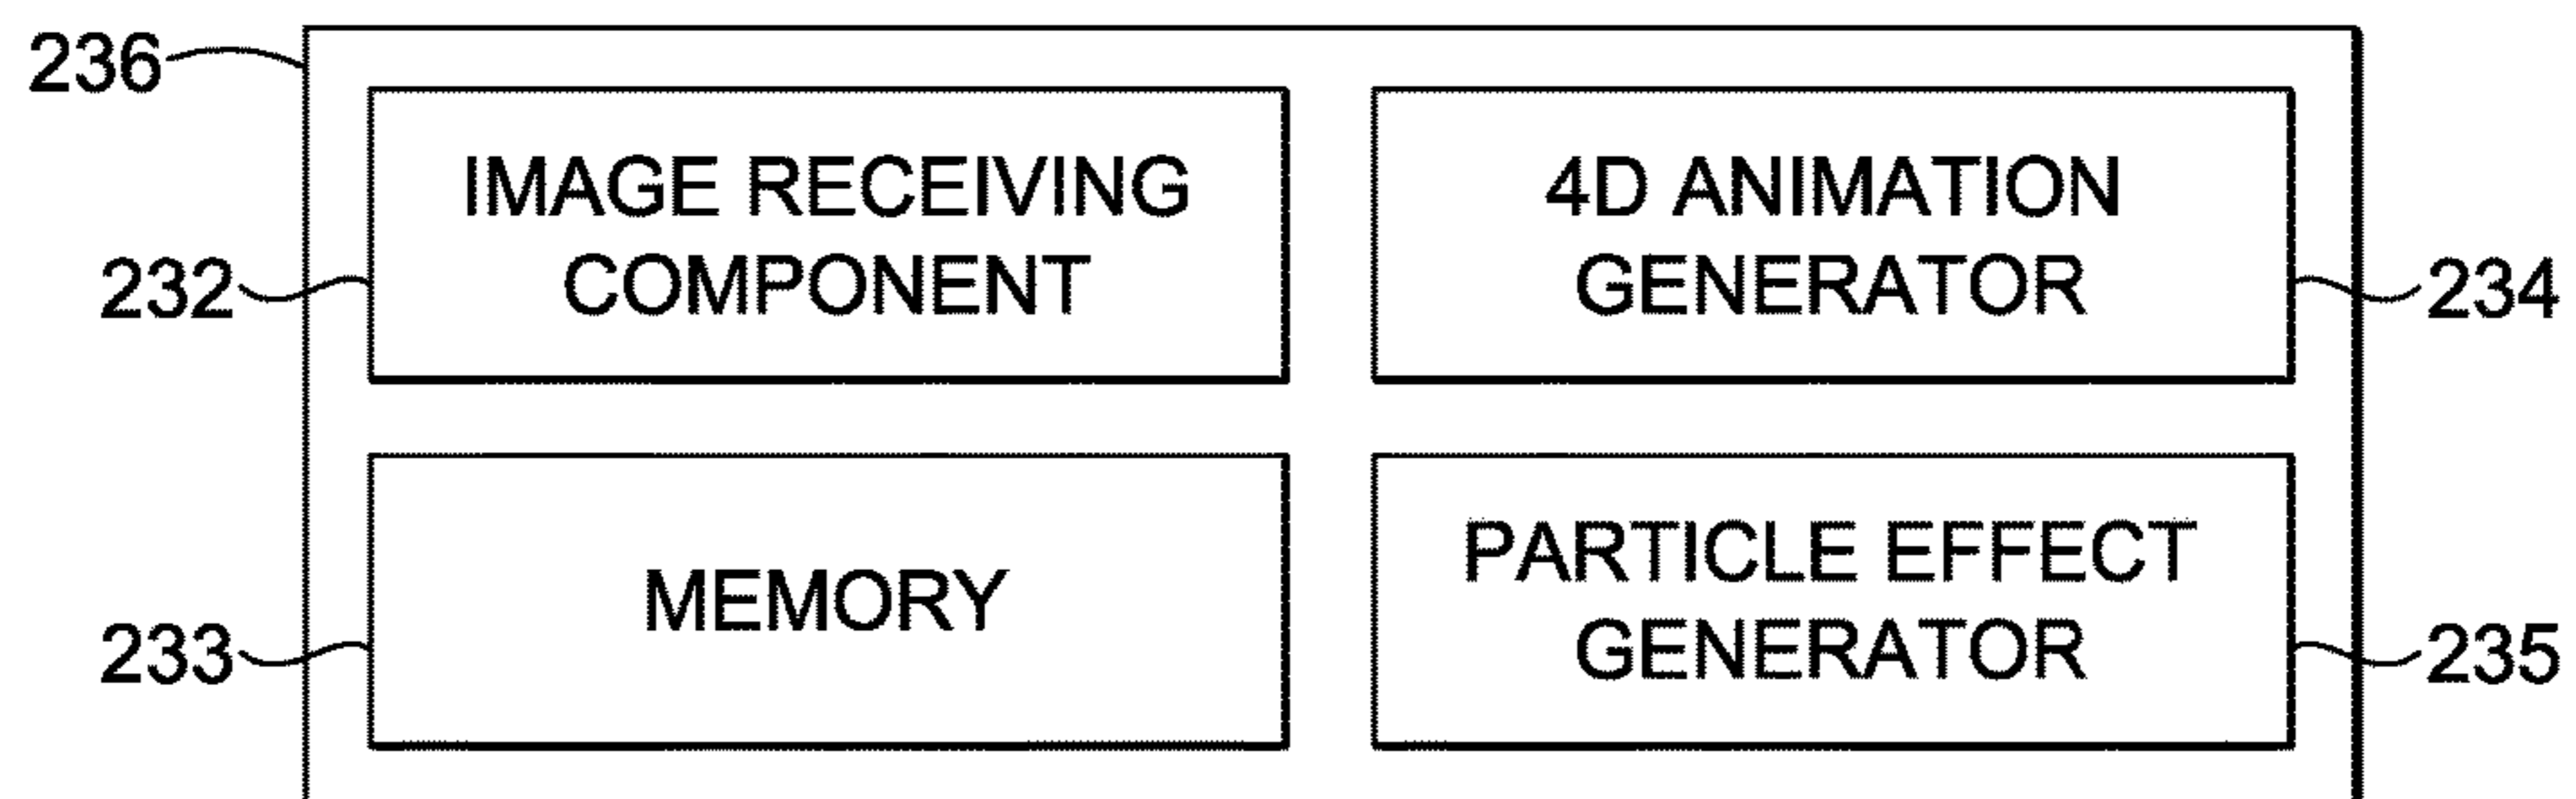 236
IMAGE RECEIVING
COMPONENT
232
4D ANIMATION
GENERATOR
234
MEMORY
233
PARTICLE EFFECT
GENERATOR
235